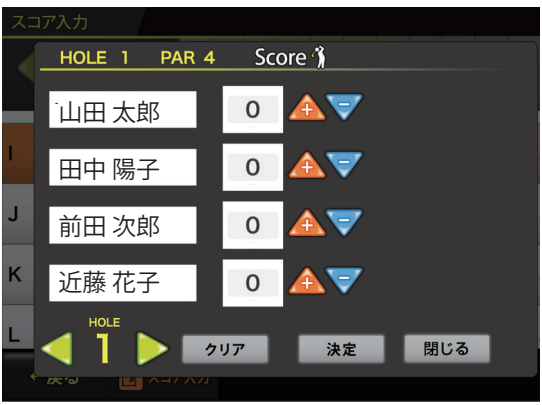 スコア入力
HOLE 1 PAR 4 Score
山田 太郎 0 + −
田中 陽子 0 + −
前田 次郎 0 + −
近藤 花子 0 + −
I
J
K
L
HOLE
1
クリア 決定 閉じる
戻る スコア入力